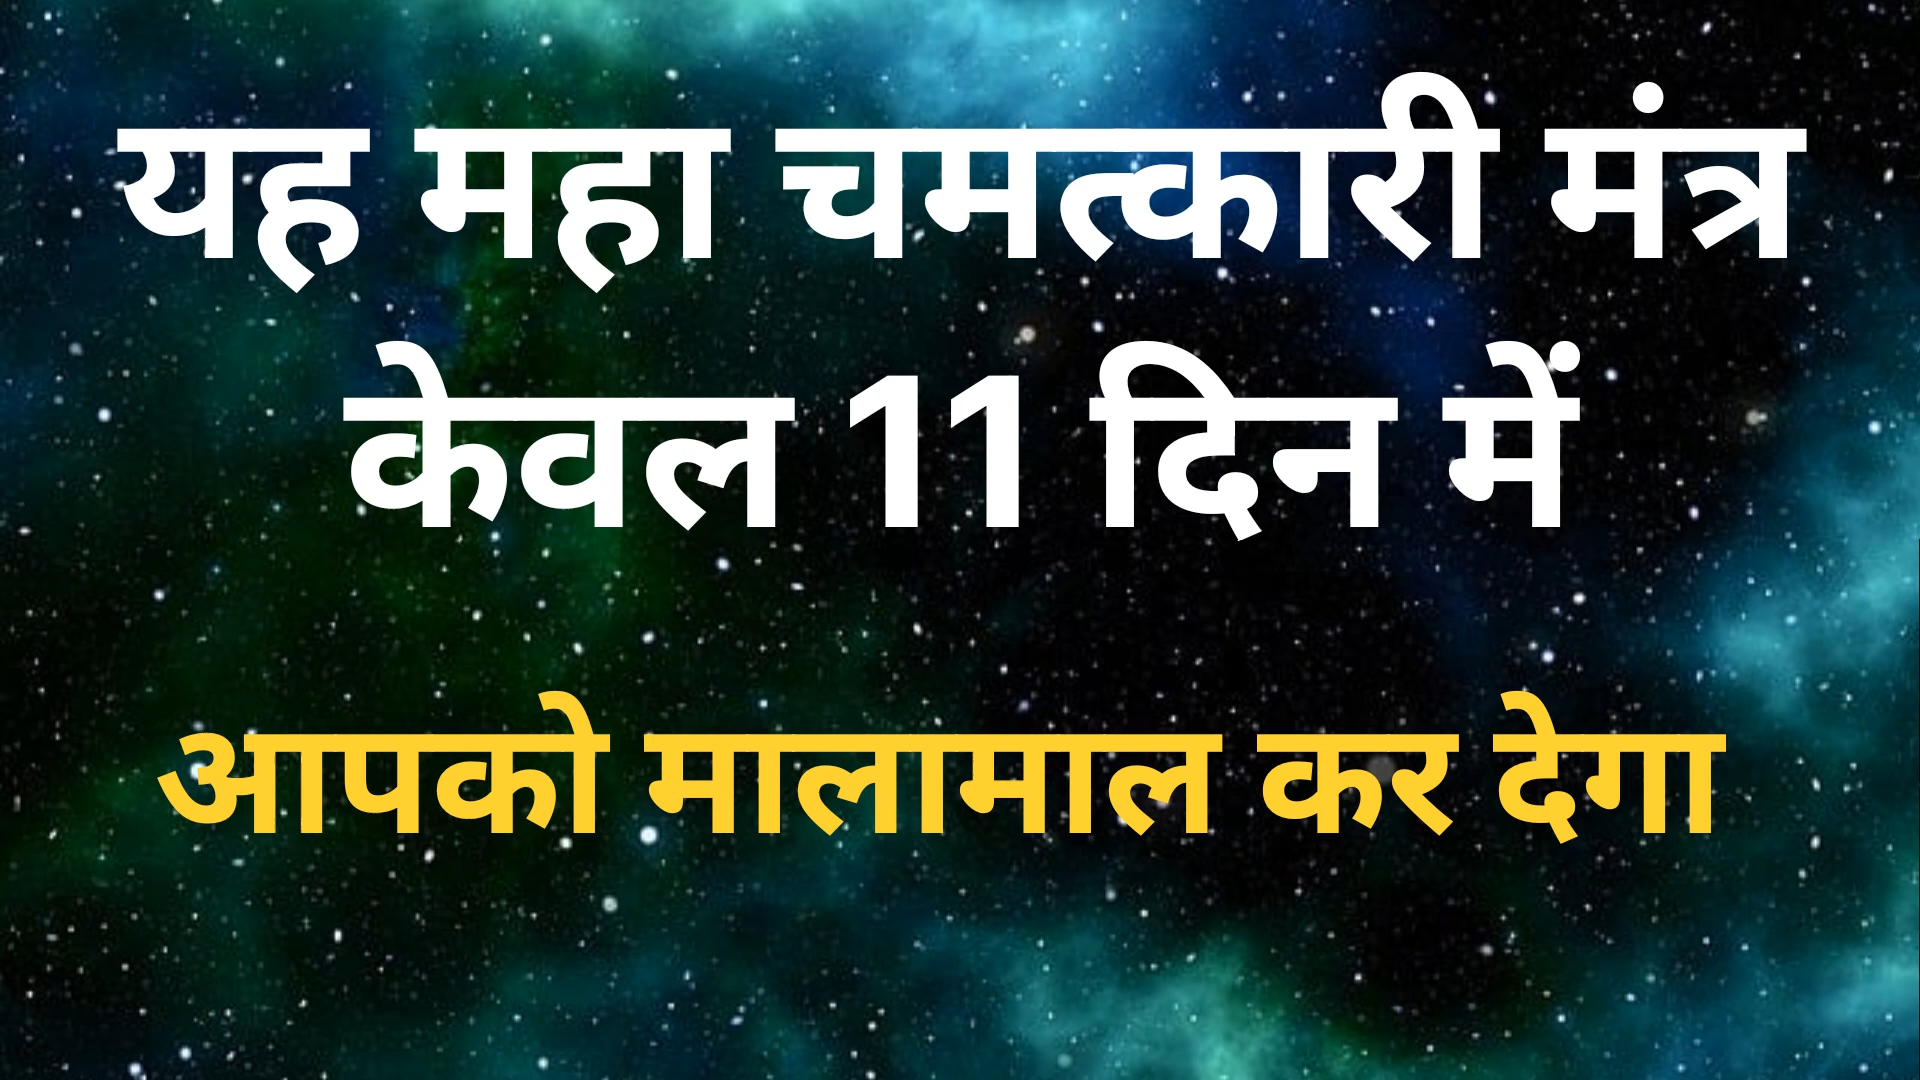 यह महा चमत्कारी मंत्र
केवल 11 दिन में
आपको मालामाल कर देगा